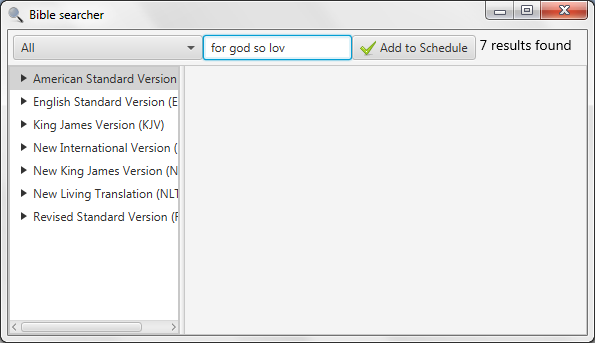 Bible searcher
All
for god so lov
Add to Schedule
7 results found
American Standard Version
English Standard Version (E
King James Version (KJV)
New International Version (
New King James Version (N
New Living Translation (NLT
Revised Standard Version (R